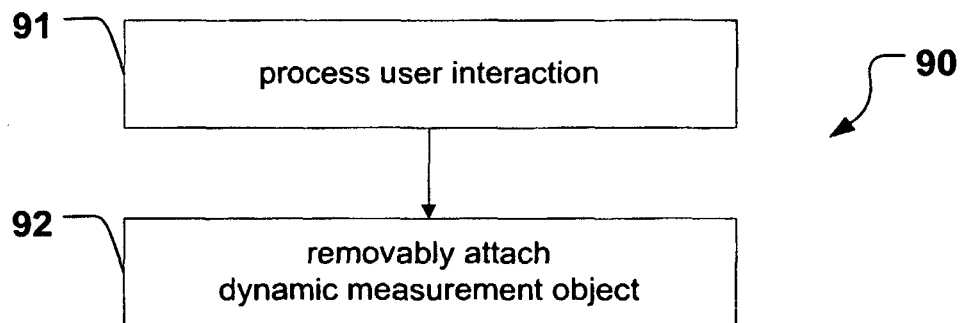 91
process user interaction
90
92
removably attach
dynamic measurement object